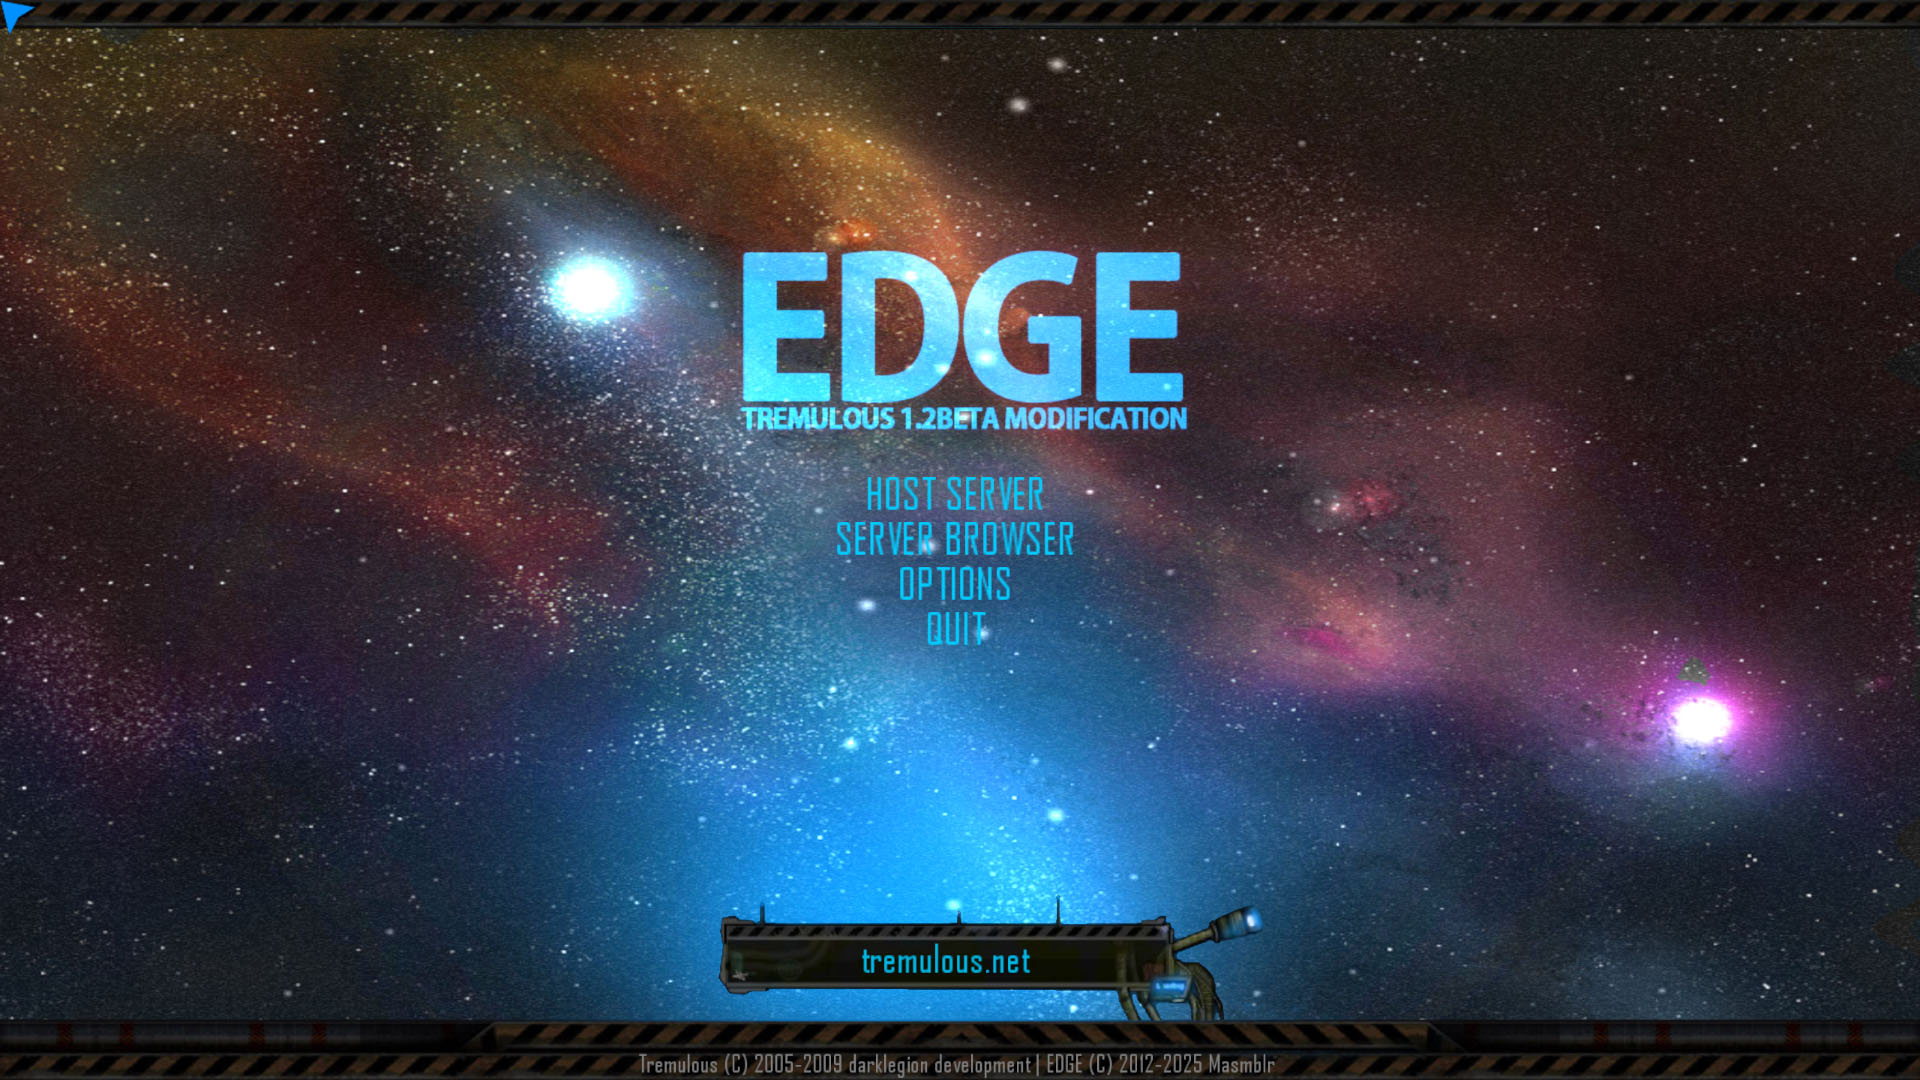 EDGE
TREMULOUS 1.2BETA MODIFICATION
HOST SERVER
SERVER BROWSER
OPTIONS
QUIT
tremulous.net
Tremulous (C) 2005-2009 darklegion development | EDGE (C) 2012-2025 Masmblr